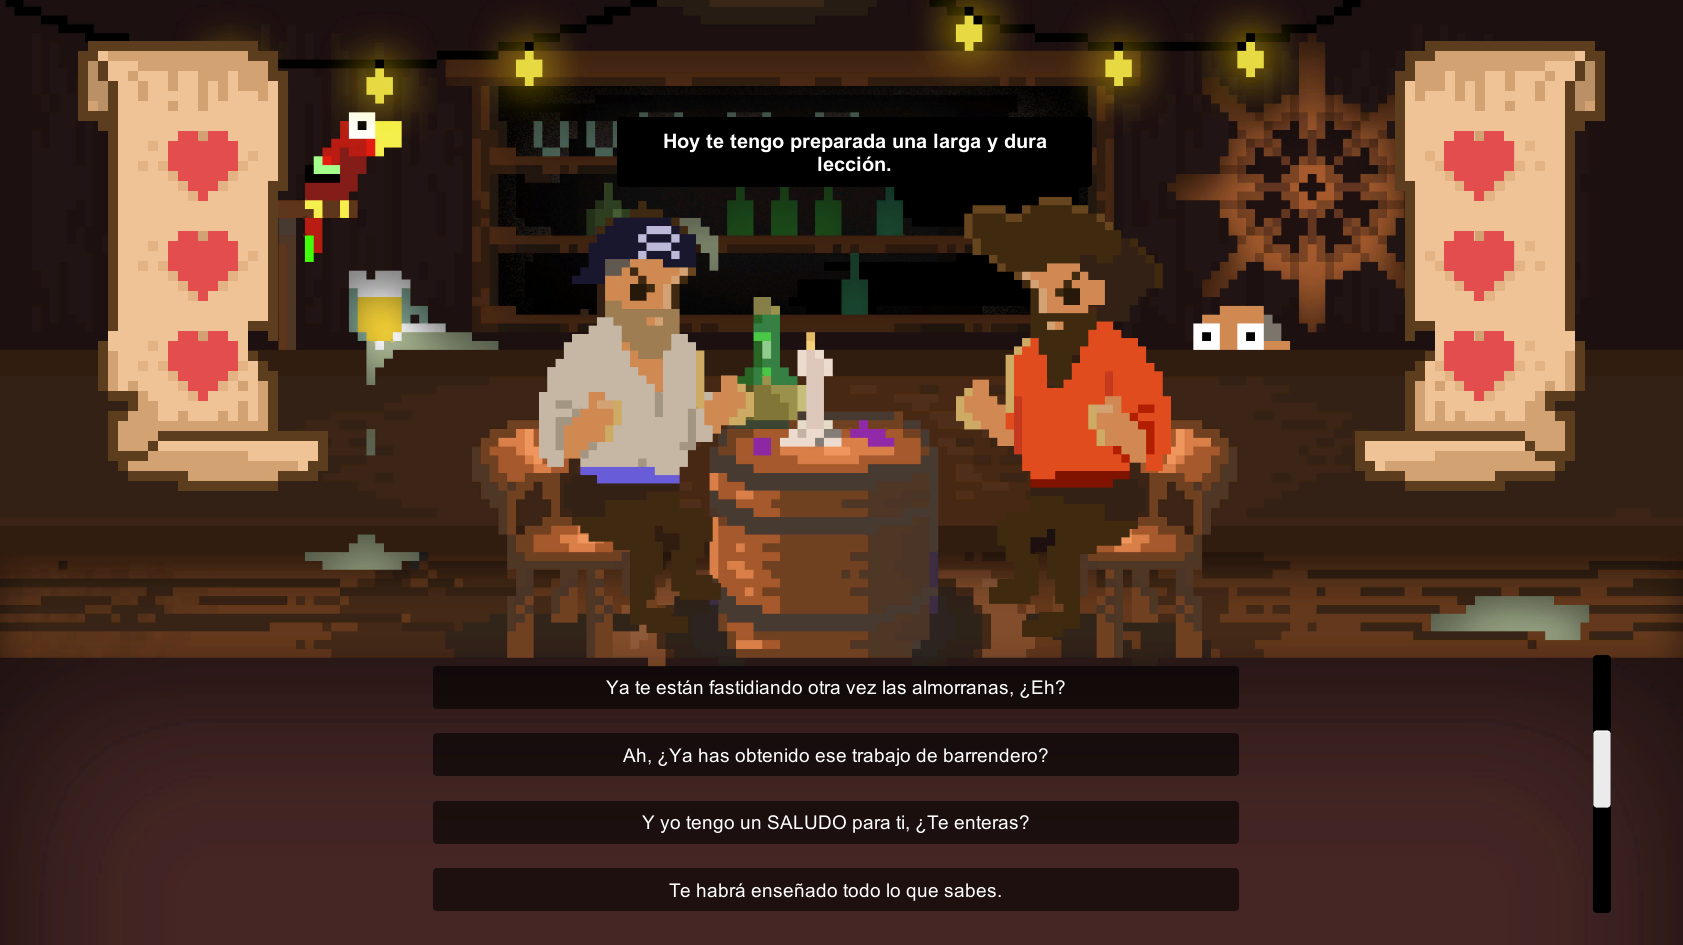 Hoy te tengo preparada una larga y dura
lección.
Ya te están fastidiando otra vez las almorranas, ¿Eh?
Ah, ¿Ya has obtenido ese trabajo de barrendero?
Y yo tengo un SALUDO para ti, ¿Te enteras?
Te habrá enseñado todo lo que sabes.